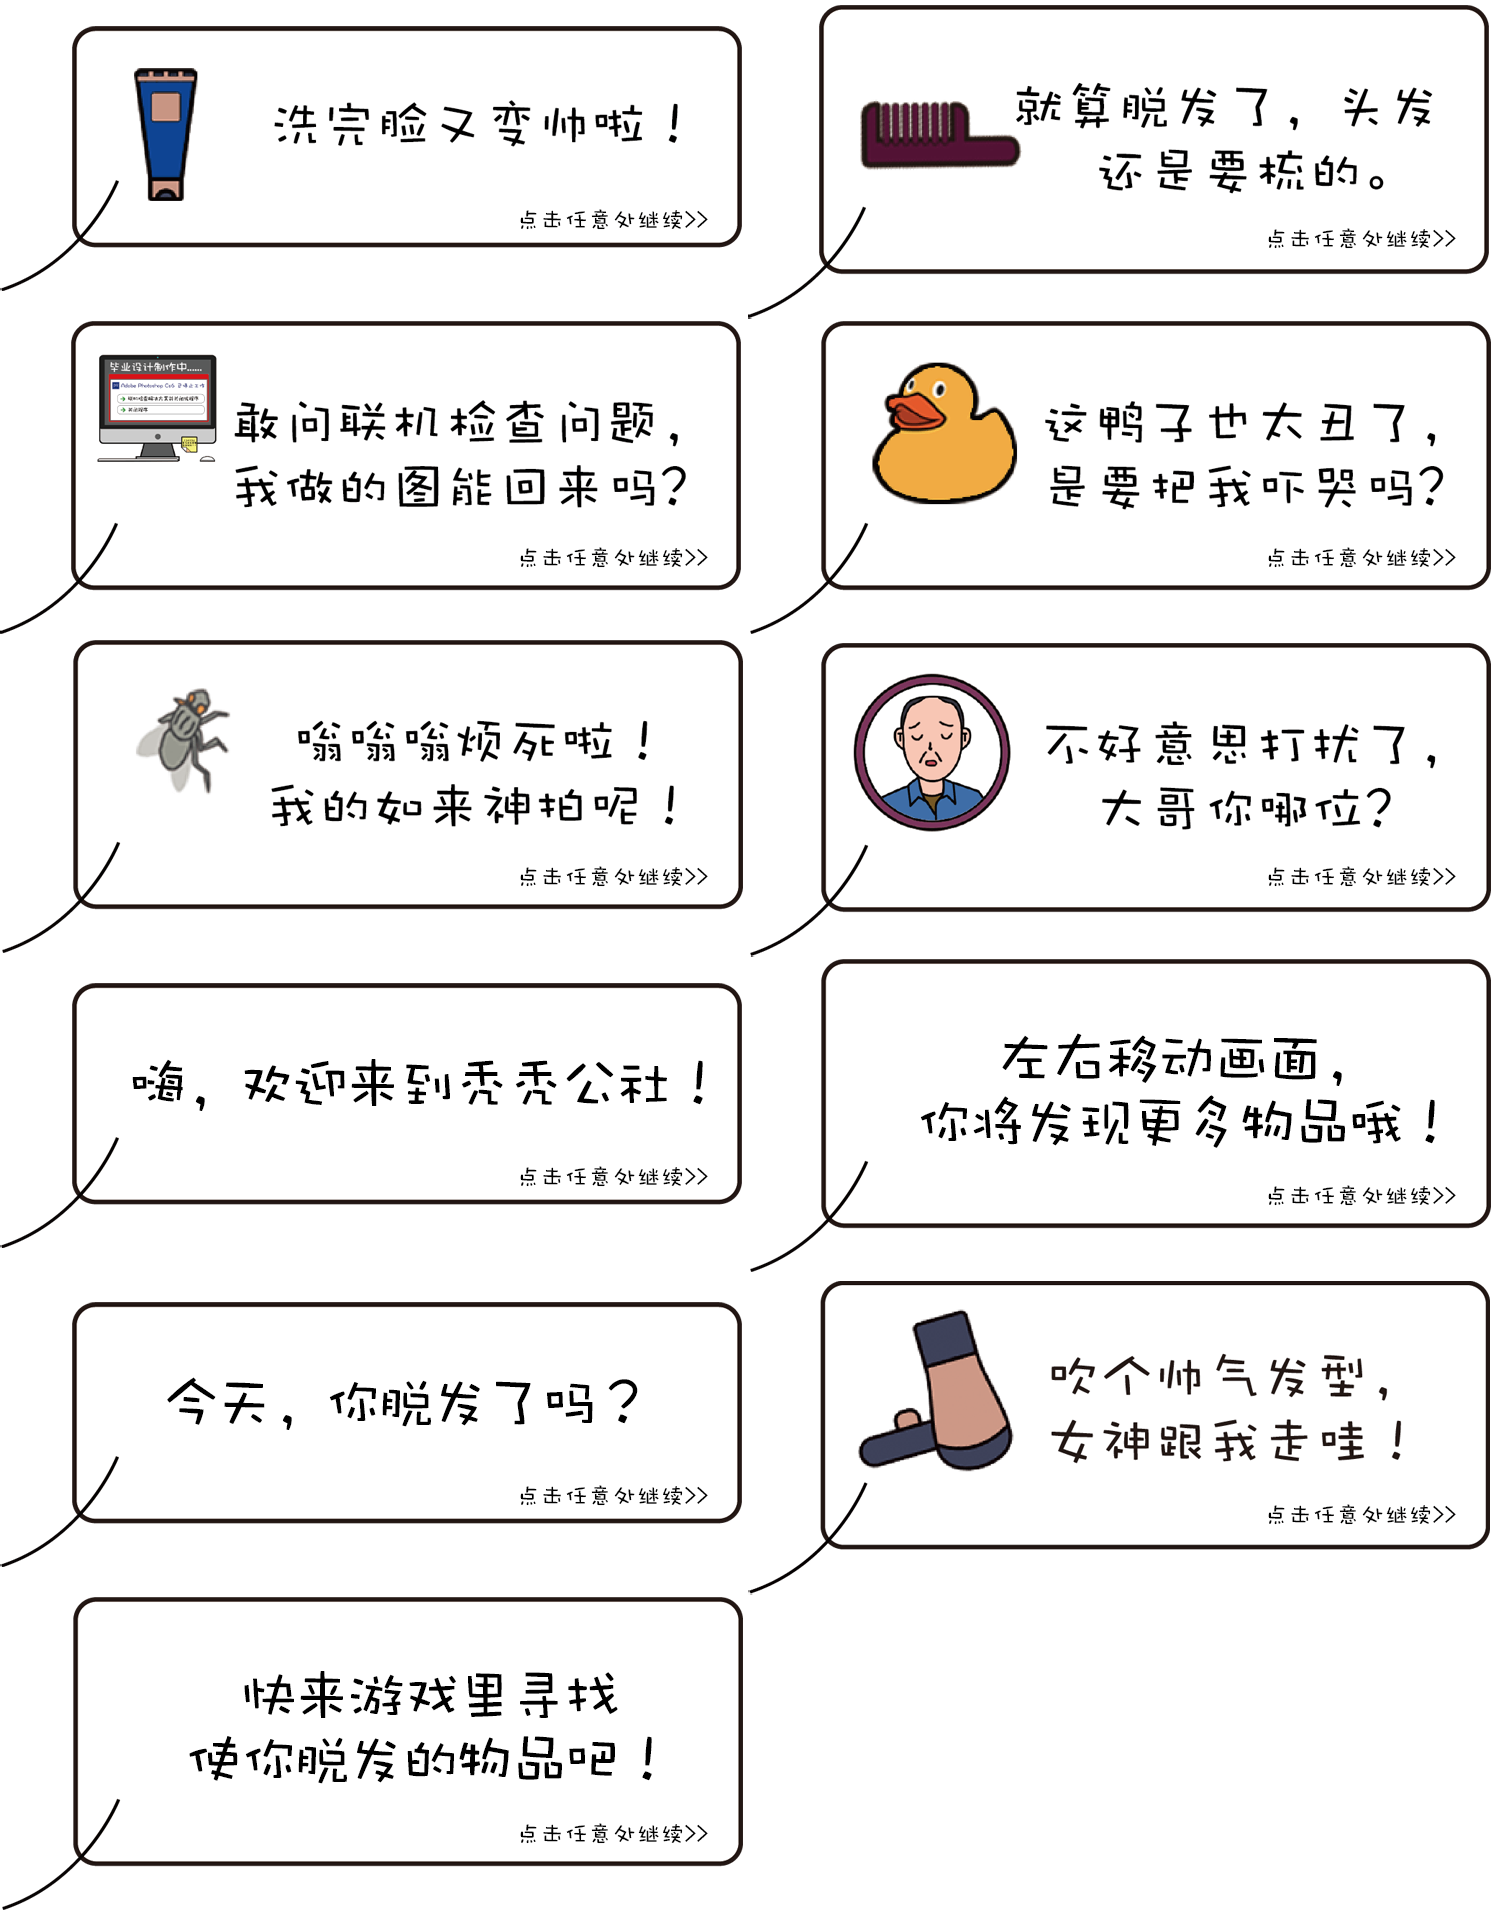 洗完脸又变帅啦！
点击任意处继续>>
就算脱发了，头发
还是要梳的。
点击任意处继续>>
毕业设计制作中......
敢问联机检查问题，
我做的图能回来吗？
点击任意处继续>>
这鸭子也太丑了，
是要把我吓哭吗？
点击任意处继续>>
嗡嗡嗡烦死啦！
我的如来神拍呢！
点击任意处继续>>
不好意思打扰了，
大哥你哪位？
点击任意处继续>>
嗨，欢迎来到秃秃公社！
点击任意处继续>>
左右移动画面，
你将发现更多物品哦！
点击任意处继续>>
今天，你脱发了吗？
点击任意处继续>>
吹个帅气发型，
女神跟我走哇！
点击任意处继续>>
快来游戏里寻找
使你脱发的物品吧！
点击任意处继续>>